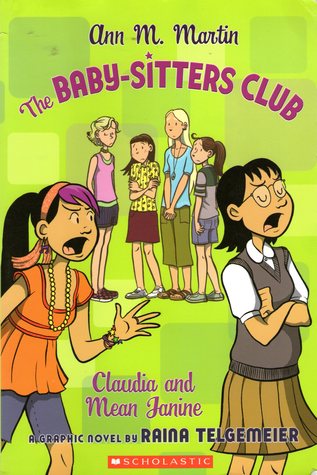 Ann M. Martin
The BABY-SITTERS CLUB
Claudia and
Mean Janine
A GRAPHIC NOVEL BY RAINA TELGEMEIER
SCHOLASTIC